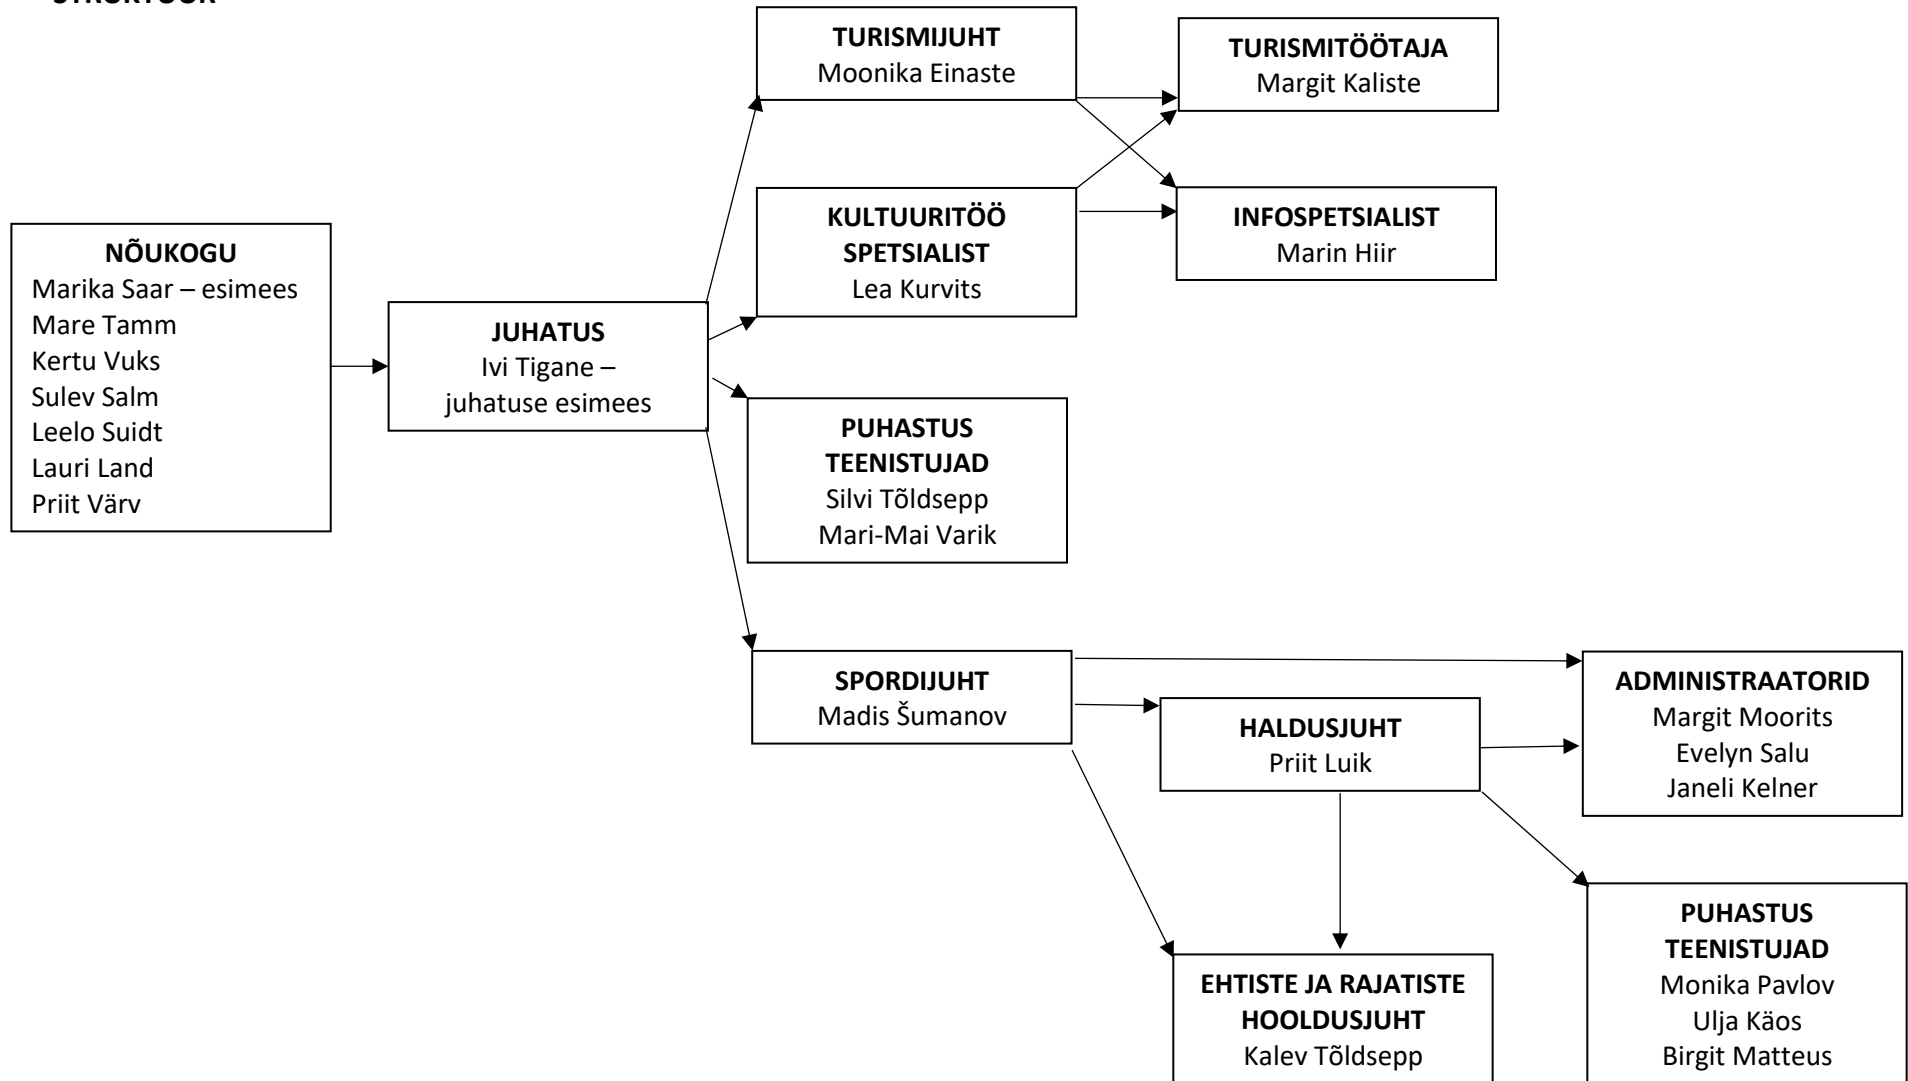 STRUKTUUR
TURISMIJUHT
Moonika Einaste
TURISMITÖÖTAJA
Margit Kaliste
KULTUURITÖÖ
SPETSIALIST
Lea Kurvits
INFOSPETSIALIST
Marin Hiir
NÕUKOGU
Marika Saar – esimees
Mare Tamm
Kertu Vuks
Sulev Salm
Leelo Suidt
Lauri Land
Priit Värv
JUHATUS
Ivi Tigane –
juhatuse esimees
PUHASTUS
TEENISTUJAD
Silvi Tõldsepp
Mari-Mai Varik
SPORDIJUHT
Madis Šumanov
HALDUSJUHT
Priit Luik
ADMINISTRAATORID
Margit Moorits
Evelyn Salu
Janeli Kelner
EHTISTE JA RAJATISTE
HOOLDUSJUHT
Kalev Tõldsepp
PUHASTUS
TEENISTUJAD
Monika Pavlov
Ulja Käos
Birgit Matteus